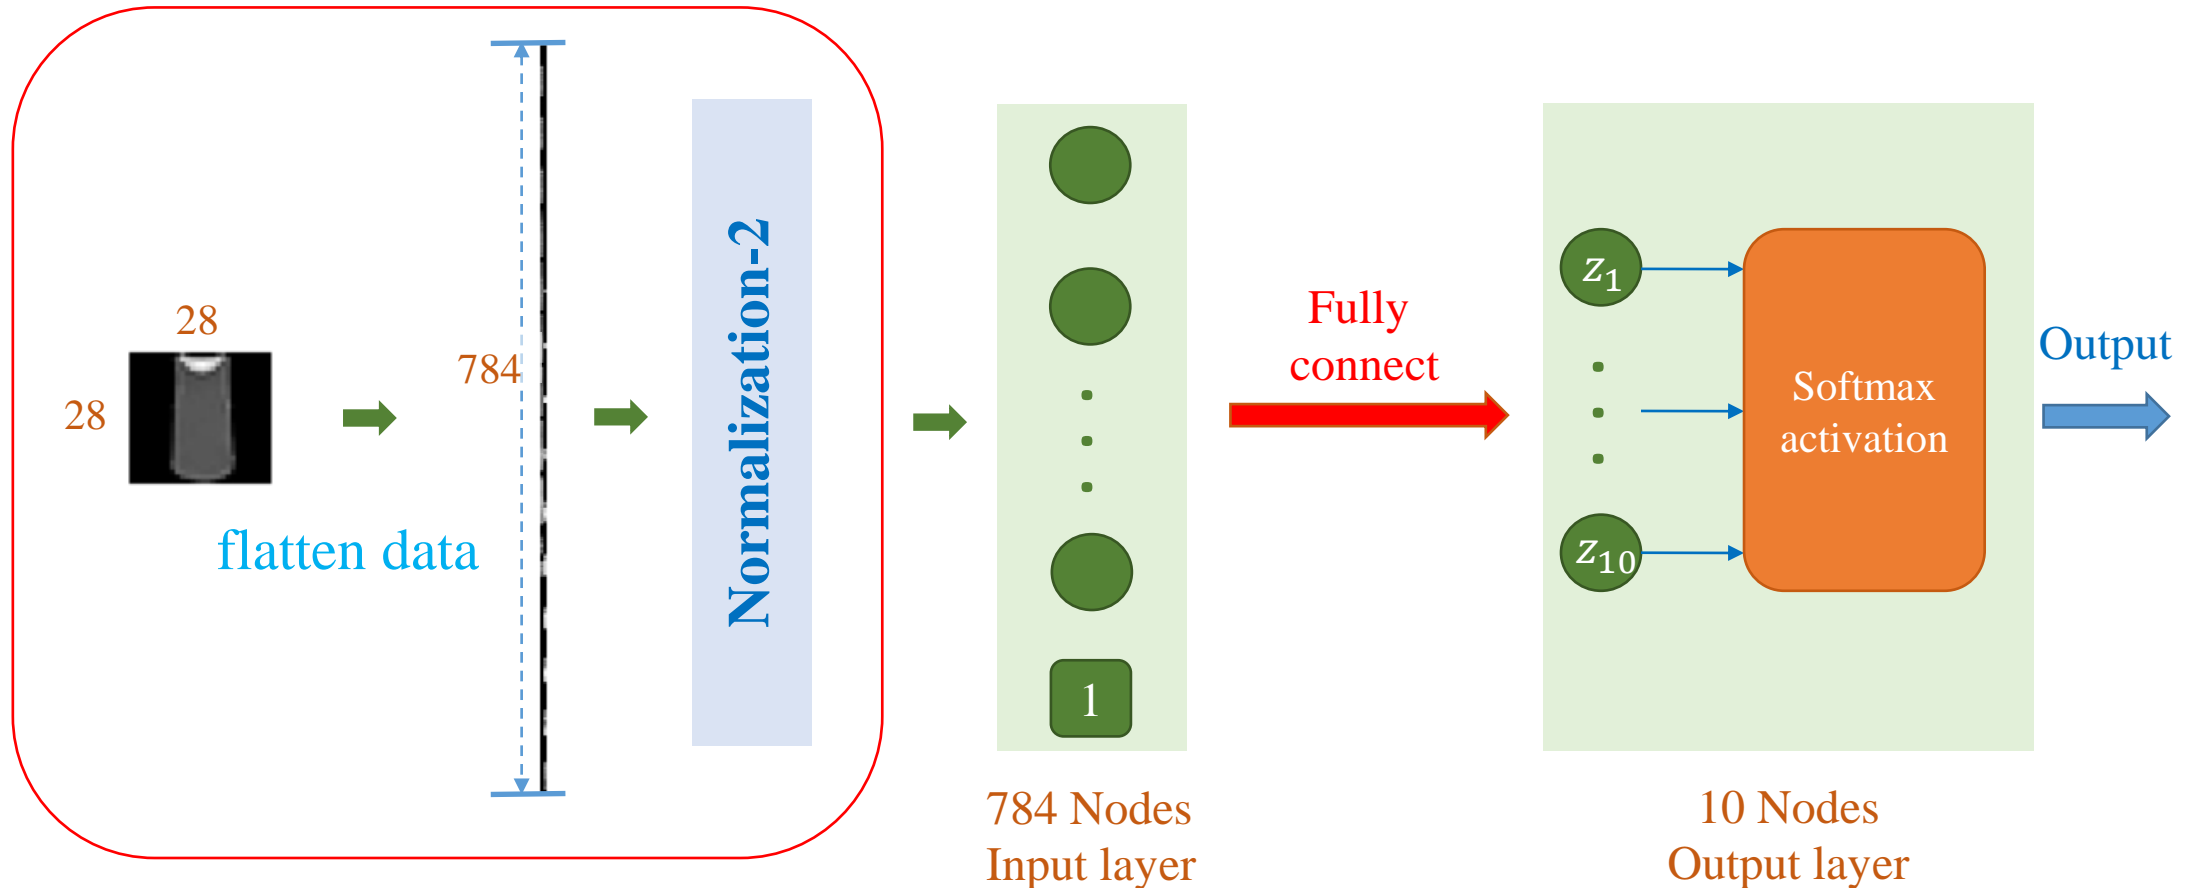 28
28
flatten data
784
Normalization-2
1
784 Nodes
Input layer
Fully
connect
z₁
z₁₀
Softmax
activation
10 Nodes
Output layer
Output